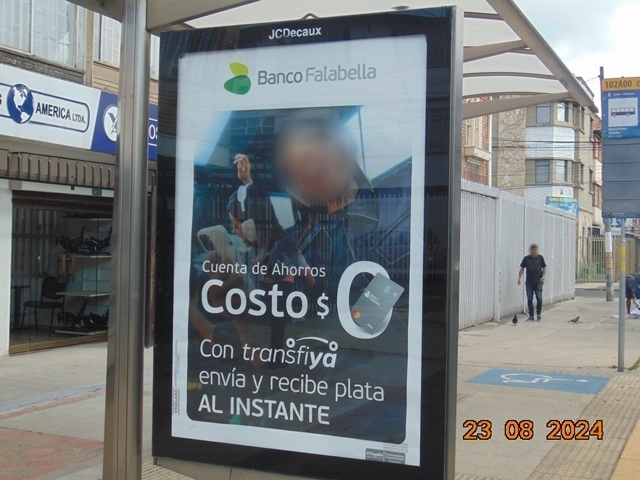 JCDecaux
Banco Falabella
Cuenta de Ahorros
Costo $0
Con transfiya
envía y recibe plata
AL INSTANTE
AMERICA LTDA.
102A00
23 08 2024